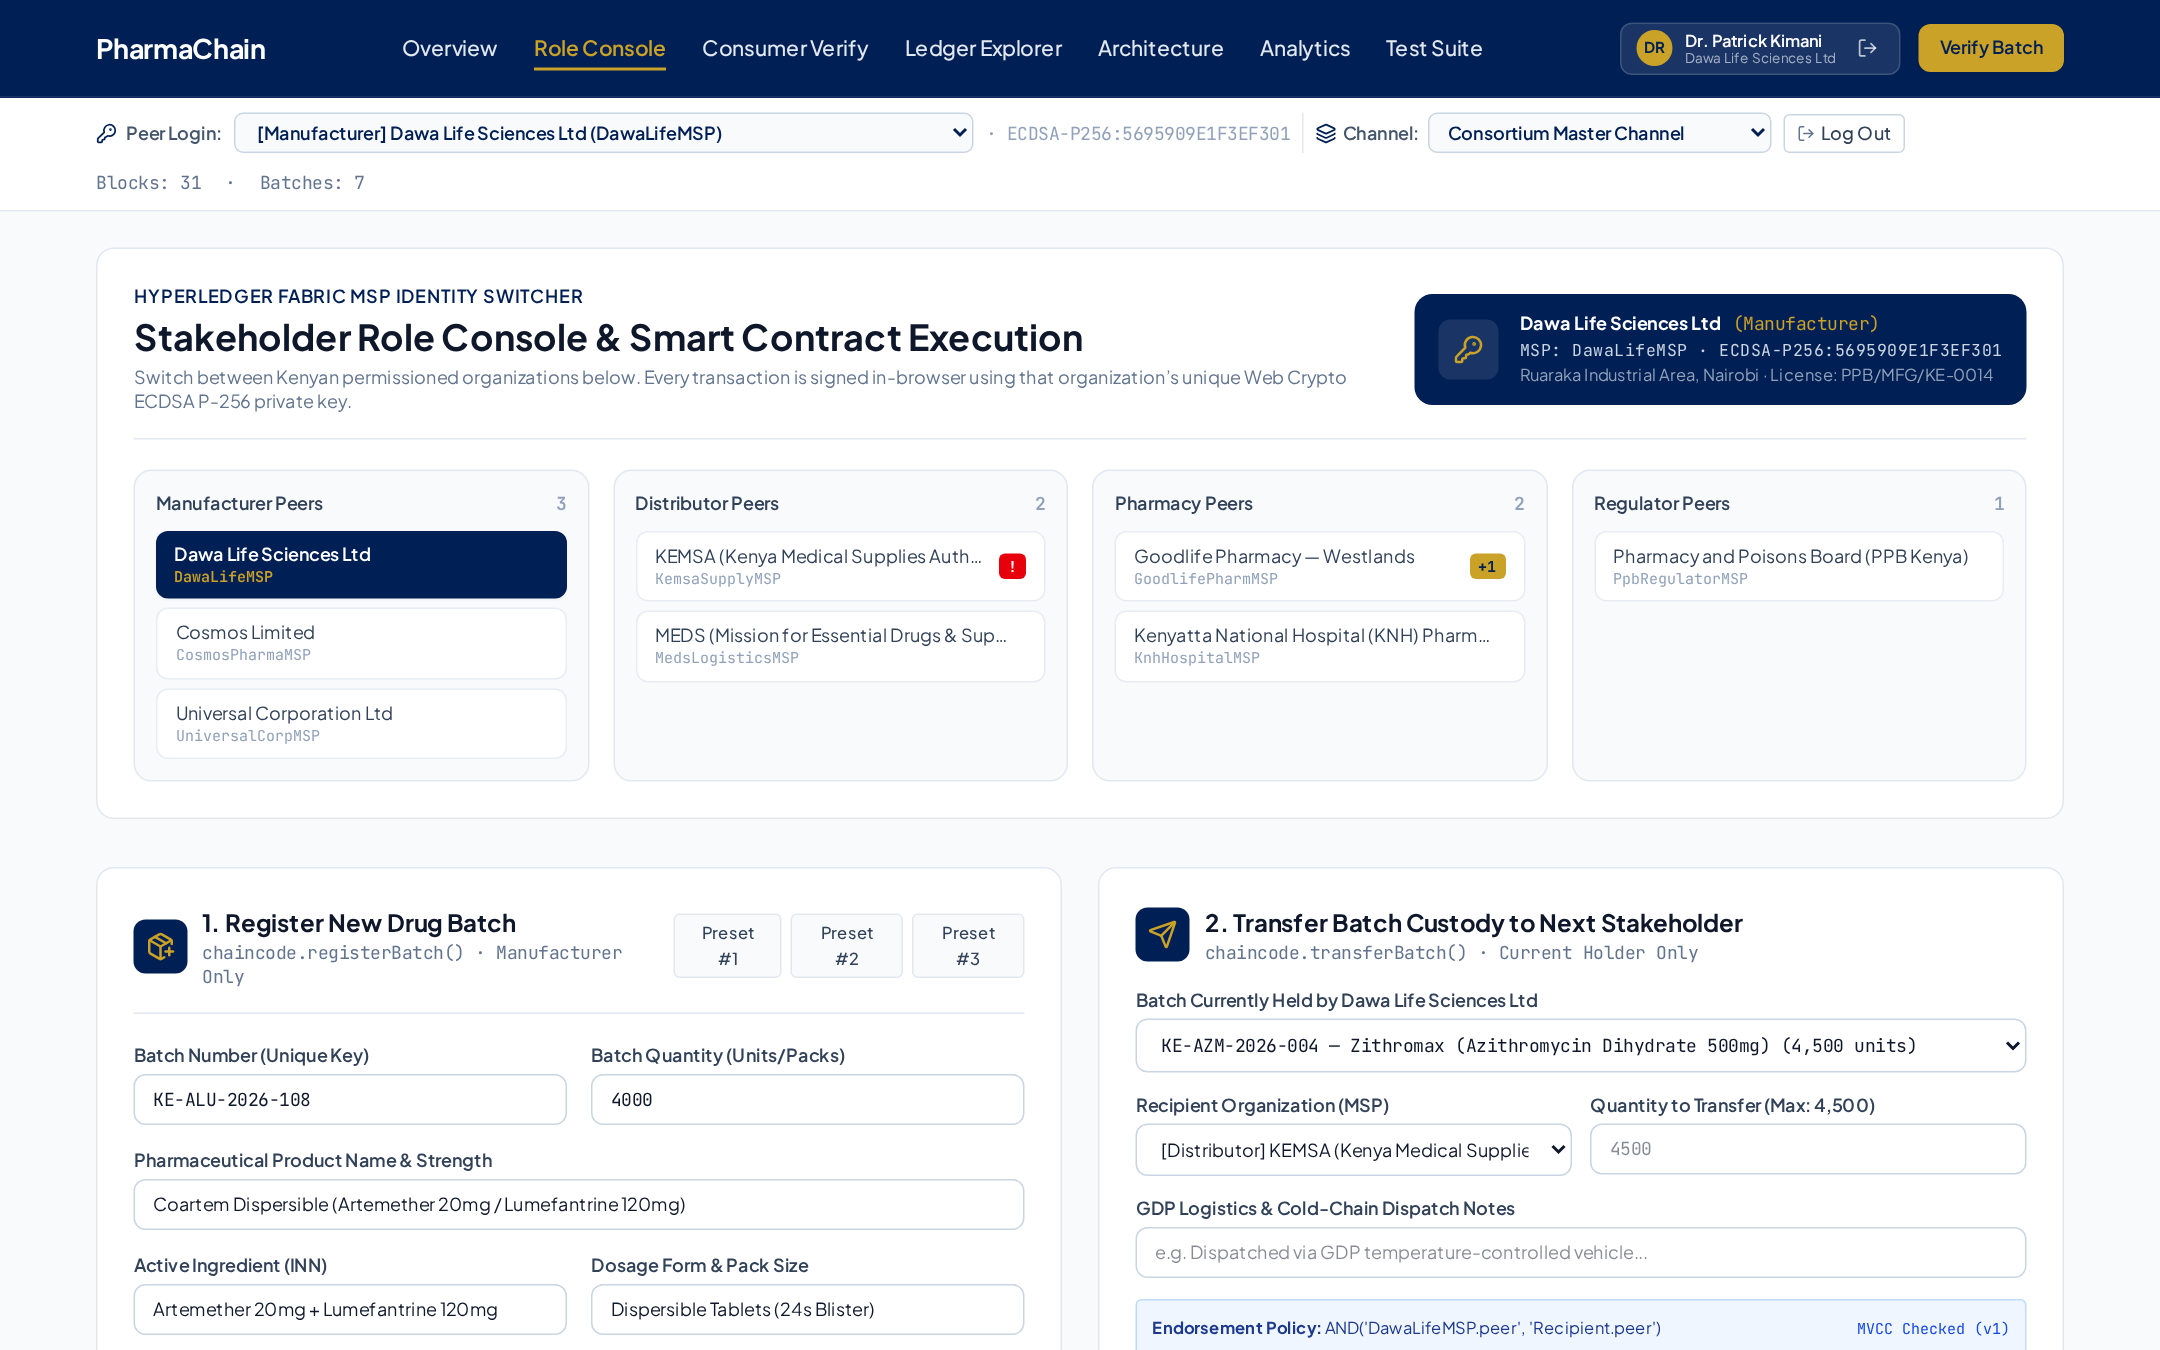 PharmaChain
Overview
Role Console
Consumer Verify
Ledger Explorer
Architecture
Analytics
Test Suite
DR
Dr. Patrick Kimani
Dawa Life Sciences Ltd
Verify Batch
Peer Login:
[Manufacturer] Dawa Life Sciences Ltd (DawaLifeMSP)
· ECDSA-P256:5695909E1F3EF301
Channel:
Consortium Master Channel
Log Out
Blocks: 31 · Batches: 7
HYPERLEDGER FABRIC MSP IDENTITY SWITCHER
Stakeholder Role Console & Smart Contract Execution
Switch between Kenyan permissioned organizations below. Every transaction is signed in-browser using that organization's unique Web Crypto
ECDSA P-256 private key.
Dawa Life Sciences Ltd (Manufacturer)
MSP: DawaLifeMSP · ECDSA-P256:5695909E1F3EF301
Ruaraka Industrial Area, Nairobi · License: PPB/MFG/KE-0014
Manufacturer Peers 3
Dawa Life Sciences Ltd
DawaLifeMSP
Cosmos Limited
CosmosPharmaMSP
Universal Corporation Ltd
UniversalCorpMSP
Distributor Peers 2
KEMSA (Kenya Medical Supplies Auth...
KemsaSupplyMSP
!
MEDS (Mission for Essential Drugs & Sup...
MedsLogisticsMSP
Pharmacy Peers 2
Goodlife Pharmacy — Westlands
GoodlifePharmMSP
+1
Kenyatta National Hospital (KNH) Pharm...
KnhHospitalMSP
Regulator Peers 1
Pharmacy and Poisons Board (PPB Kenya)
PpbRegulatorMSP
1. Register New Drug Batch
chaincode.registerBatch() · Manufacturer
Only
Preset
#1
Preset
#2
Preset
#3
Batch Number (Unique Key)
KE-ALU-2026-108
Batch Quantity (Units/Packs)
4000
Pharmaceutical Product Name & Strength
Coartem Dispersible (Artemether 20mg / Lumefantrine 120mg)
Active Ingredient (INN)
Artemether 20mg + Lumefantrine 120mg
Dosage Form & Pack Size
Dispersible Tablets (24s Blister)
2. Transfer Batch Custody to Next Stakeholder
chaincode.transferBatch() · Current Holder Only
Batch Currently Held by Dawa Life Sciences Ltd
KE-AZM-2026-004 — Zithromax (Azithromycin Dihydrate 500mg) (4,500 units)
Recipient Organization (MSP)
[Distributor] KEMSA (Kenya Medical Supplie
Quantity to Transfer (Max: 4,500)
4500
GDP Logistics & Cold-Chain Dispatch Notes
e.g. Dispatched via GDP temperature-controlled vehicle...
Endorsement Policy: AND('DawaLifeMSP.peer', 'Recipient.peer')
MVCC Checked (v1)